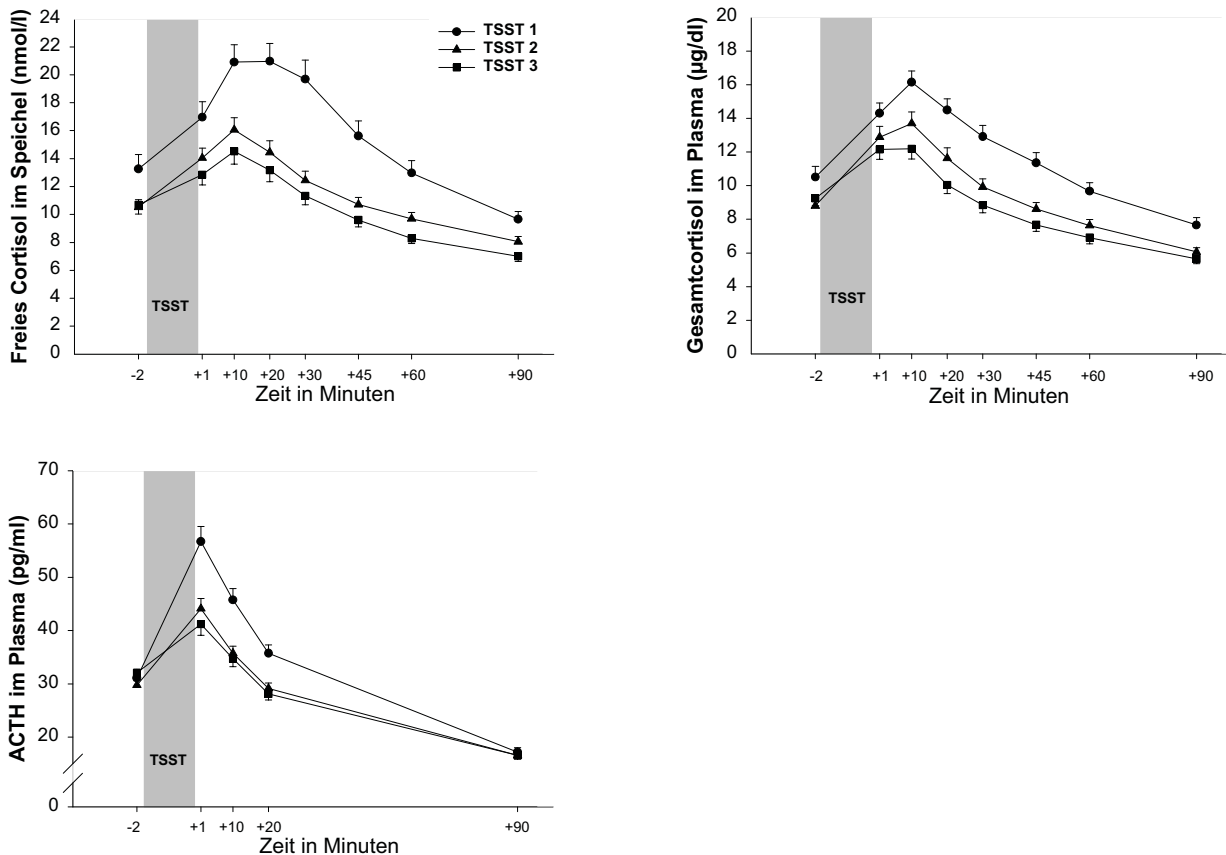 Freies Cortisol im Speichel (nmol/l)
24
22
20
18
16
14
12
10
8
6
4
2
0
TSST 1
TSST 2
TSST 3
TSST
-2 +1 +10 +20 +30 +45 +60 +90
Zeit in Minuten
Gesamtcortisol im Plasma (µg/dl)
20
18
16
14
12
10
8
6
4
2
0
TSST
-2 +1 +10 +20 +30 +45 +60 +90
Zeit in Minuten
ACTH im Plasma (pg/ml)
70
60
50
40
30
20
0
TSST
-2 +1 +10 +20 +90
Zeit in Minuten